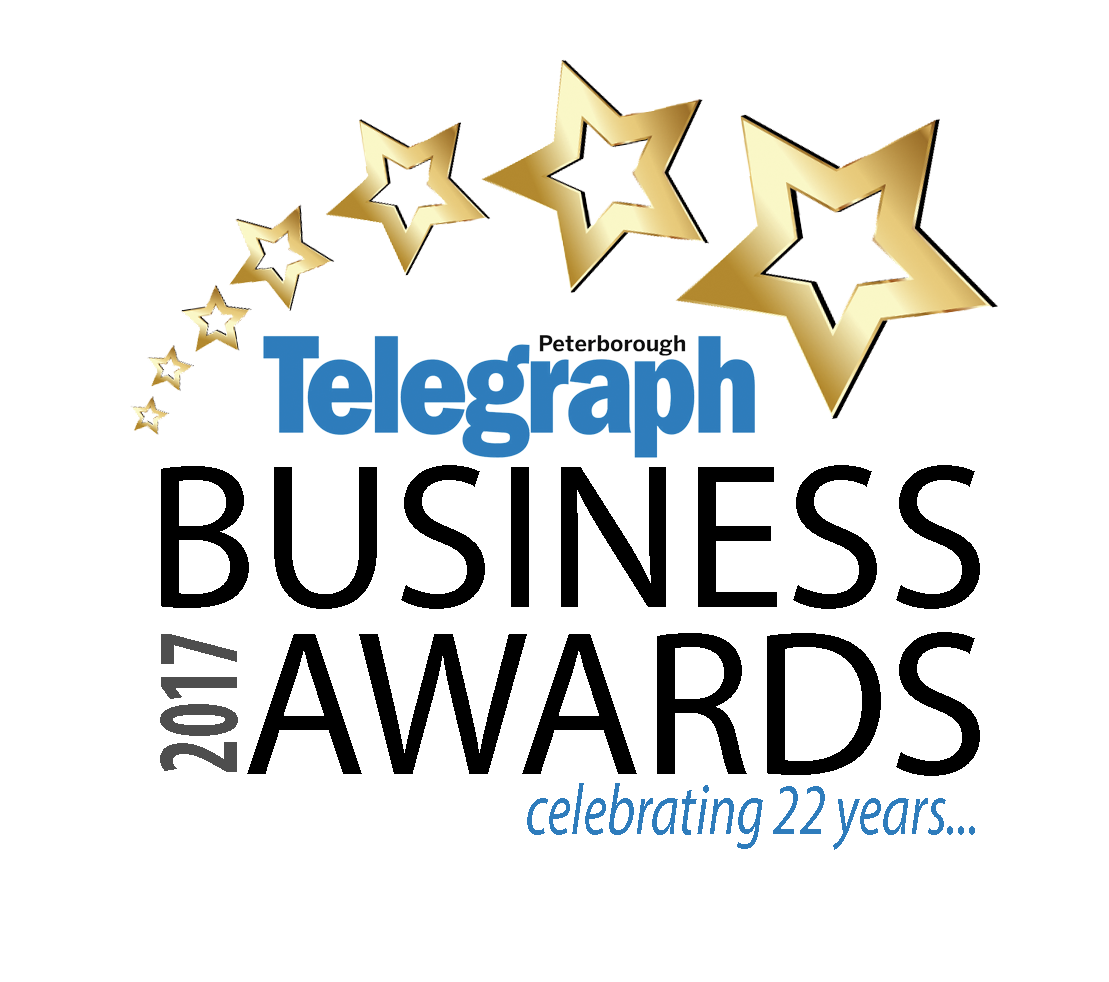 Peterborough
Telegraph
BUSINESS
2017 AWARDS
celebrating 22 years...